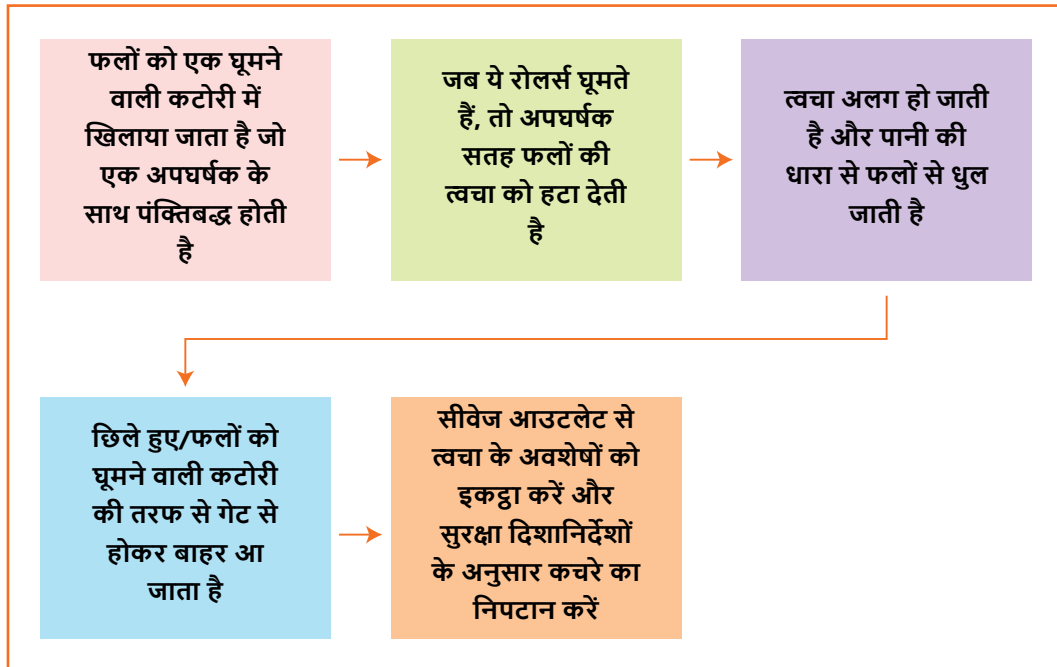 फलों को एक घूमने
वाली कटोरी में
खिलाया जाता है जो
एक अपघर्षक के
साथ पंक्तिबद्ध होती
है
जब ये रोलर्स घूमते
हैं, तो अपघर्षक
सतह फलों की
त्वचा को हटा देती
है
त्वचा अलग हो जाती
है और पानी की
धारा से फलों से धुल
जाती है
छिले हुए/फलों को
घूमने वाली कटोरी
की तरफ से गेट से
होकर बाहर आ
जाता है
सीवेज आउटलेट से
त्वचा के अवशेषों को
इकट्ठा करें और
सुरक्षा दिशानिर्देशों
के अनुसार कचरे का
निपटान करें